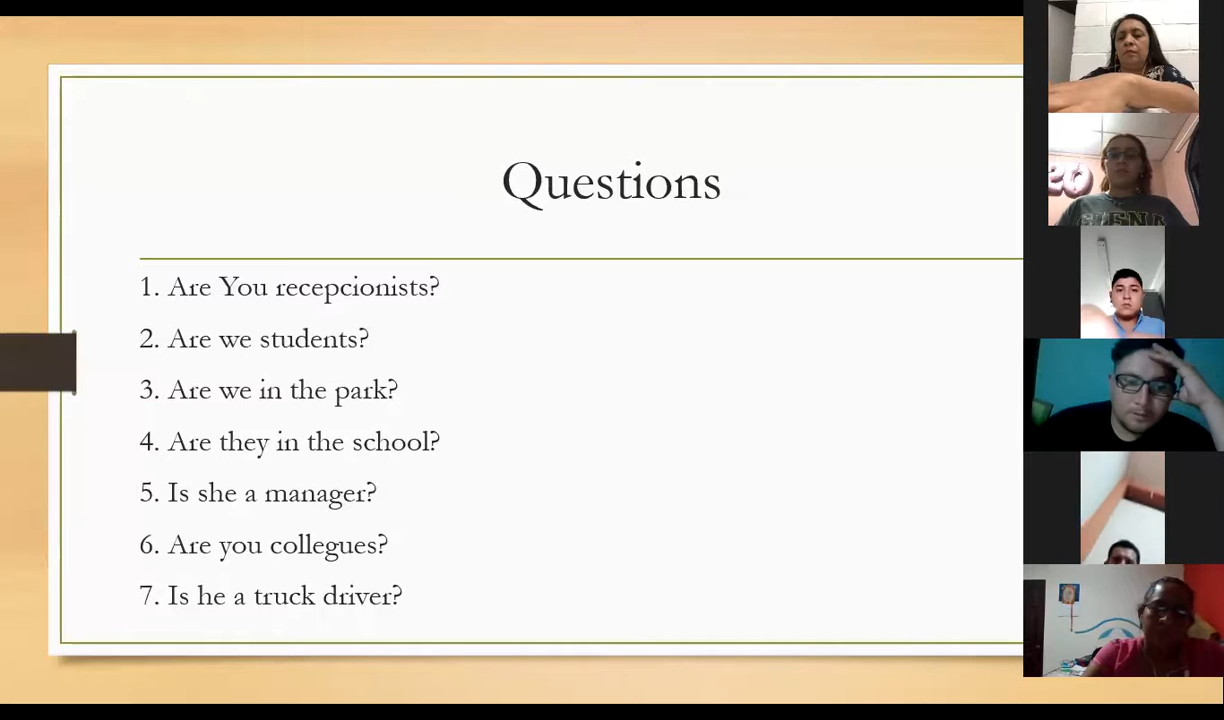 Questions
1. Are You recepcionists?
2. Are we students?
3. Are we in the park?
4. Are they in the school?
5. Is she a manager?
6. Are you collegues?
7. Is he a truck driver?